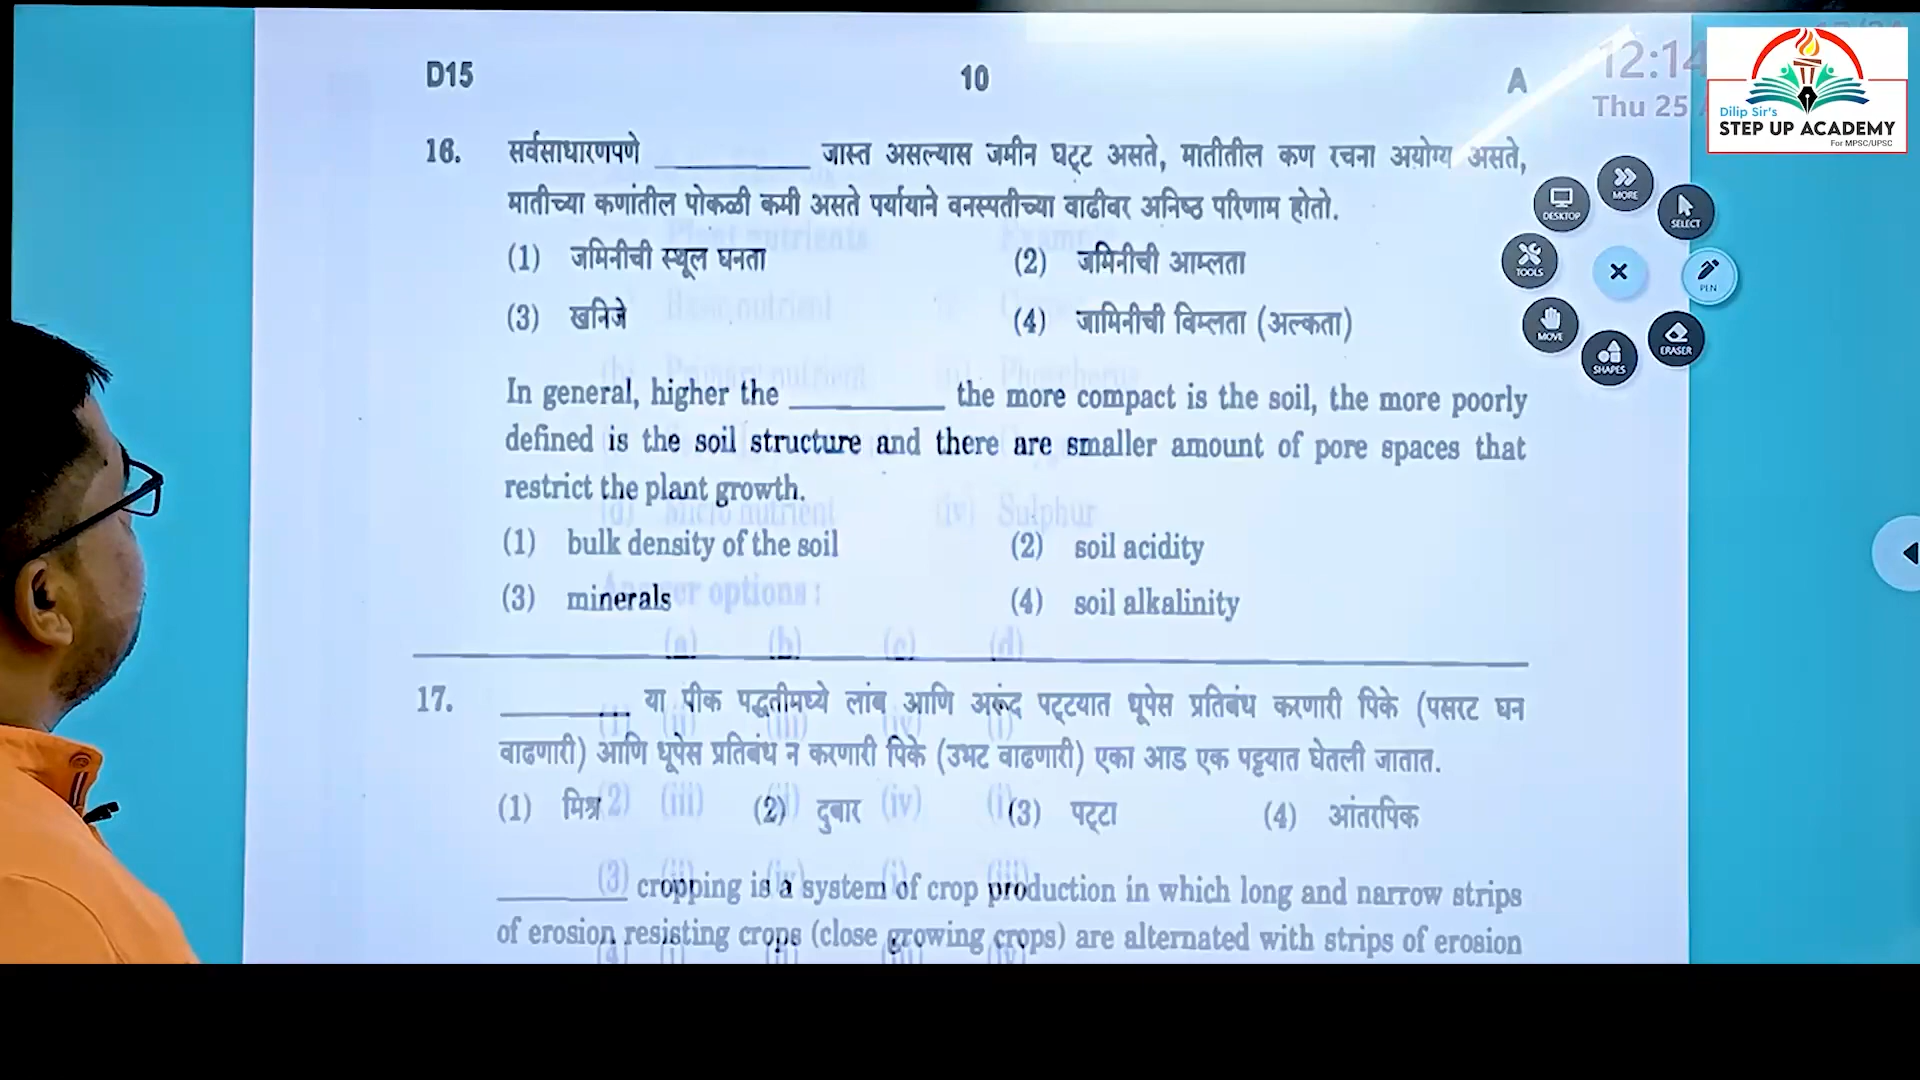 D15 10 A
12:14
Thu 25
Dilip Sir's
STEP UP ACADEMY
For MPSC/UPSC
16. सर्वसाधारणपणे __________ जास्त असल्यास जमीन घट्ट असते, मातीतील कण रचना अयोग्य असते,
मातीच्या कणांतील पोकळी कमी असते पर्यायाने वनस्पतीच्या वाढीवर अनिष्ठ परिणाम होतो.
(1) जमिनीची स्थूल घनता (2) जमिनीची आम्लता
(3) खनिजे (4) जामिनीची विम्लता (अल्कता)
In general, higher the __________ the more compact is the soil, the more poorly
defined is the soil structure and there are smaller amount of pore spaces that
restrict the plant growth.
(1) bulk density of the soil (2) soil acidity
(3) minerals (4) soil alkalinity
17. ________ या पीक पद्धतीमध्ये लांब आणि अरूंद पट्टयात धूपेस प्रतिबंध करणारी पिके (पसरट घन
वाढणारी) आणि धूपेस प्रतिबंध न करणारी पिके (उभट वाढणारी) एका आड एक पट्टयात घेतली जातात.
(1) मिश्र (2) दुबार (3) पट्टा (4) आंतरपिक
________ cropping is a system of crop production in which long and narrow strips
of erosion resisting crops (close growing crops) are alternated with strips of erosion
MORE
DESKTOP
SELECT
TOOLS
PEN
MOVE
ERASER
SHAPES